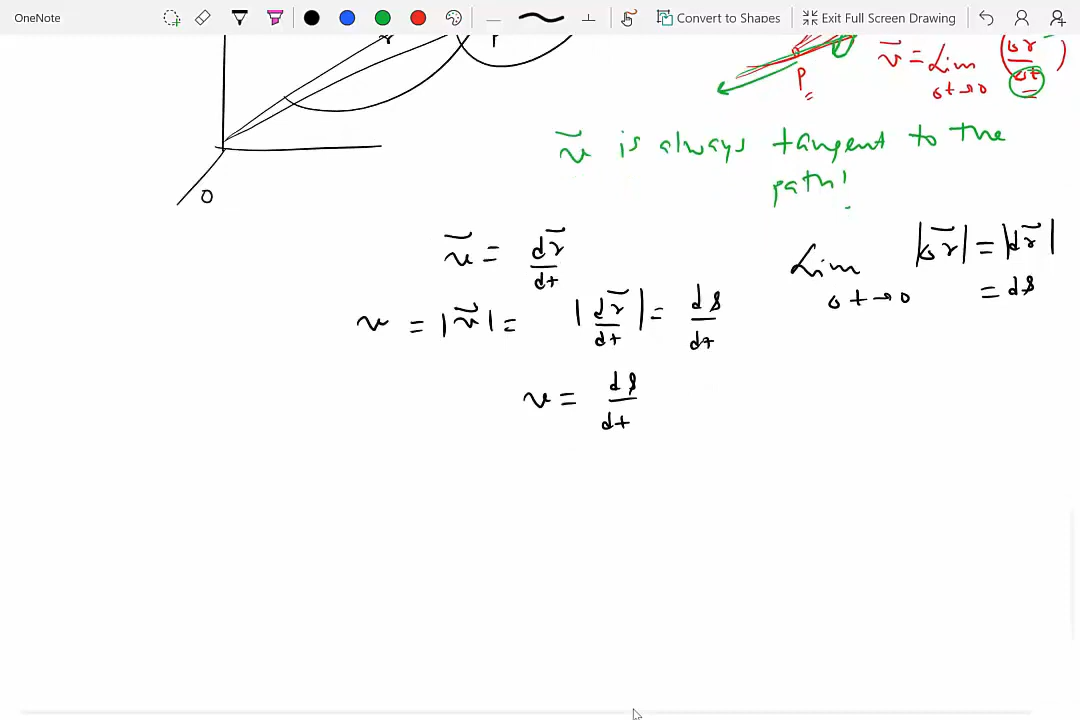 OneNote
Convert to Shapes
Exit Full Screen Drawing
P
ṽ = Lim Δt→0 (Δr̃/Δt)
O
ṽ is always tangent to the
path!
ṽ = dr̃/dt
Lim Δt→0 |Δr̃| = |dr̃|
= ds
v = |ṽ| = |dr̃/dt| = ds/dt
v = ds/dt